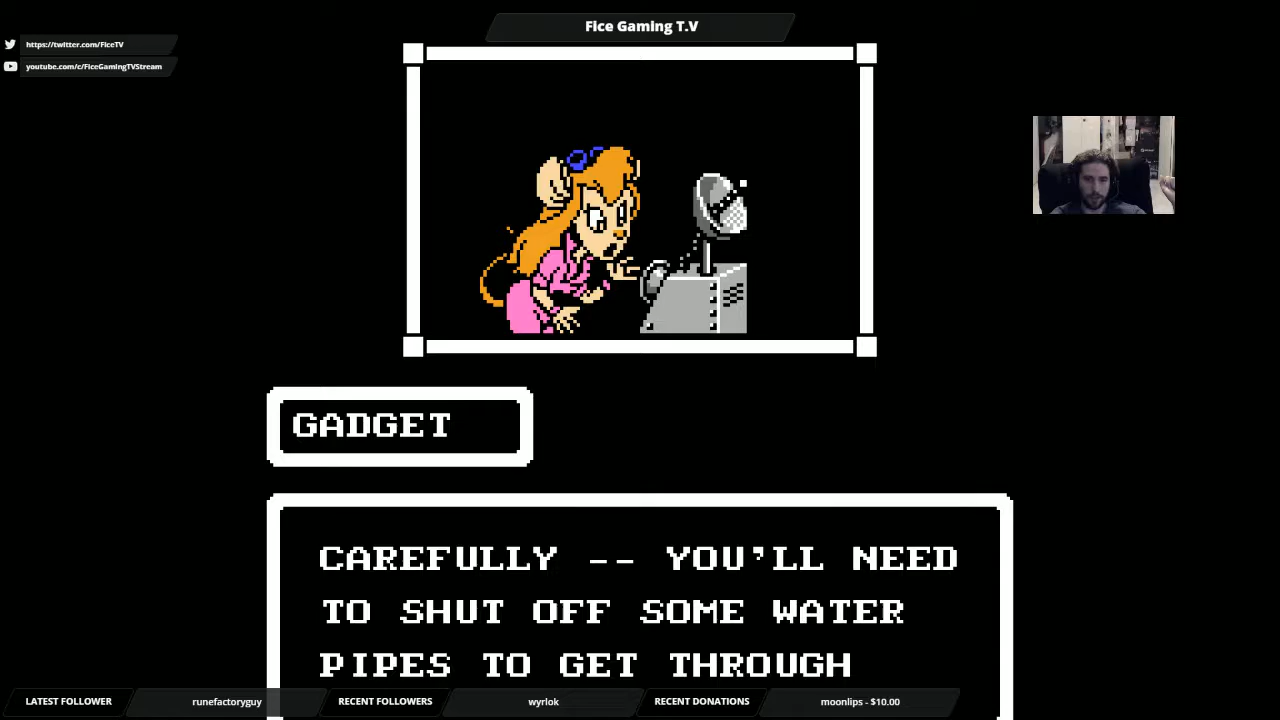 Fice Gaming T.V
https://twitter.com/FiceTV
youtube.com/c/FiceGamingTVStream
GADGET
CAREFULLY -- YOU'LL NEED
TO SHUT OFF SOME WATER
PIPES TO GET THROUGH
LATEST FOLLOWER runefactoryguy RECENT FOLLOWERS wyrlok RECENT DONATIONS moonlips - $10.00